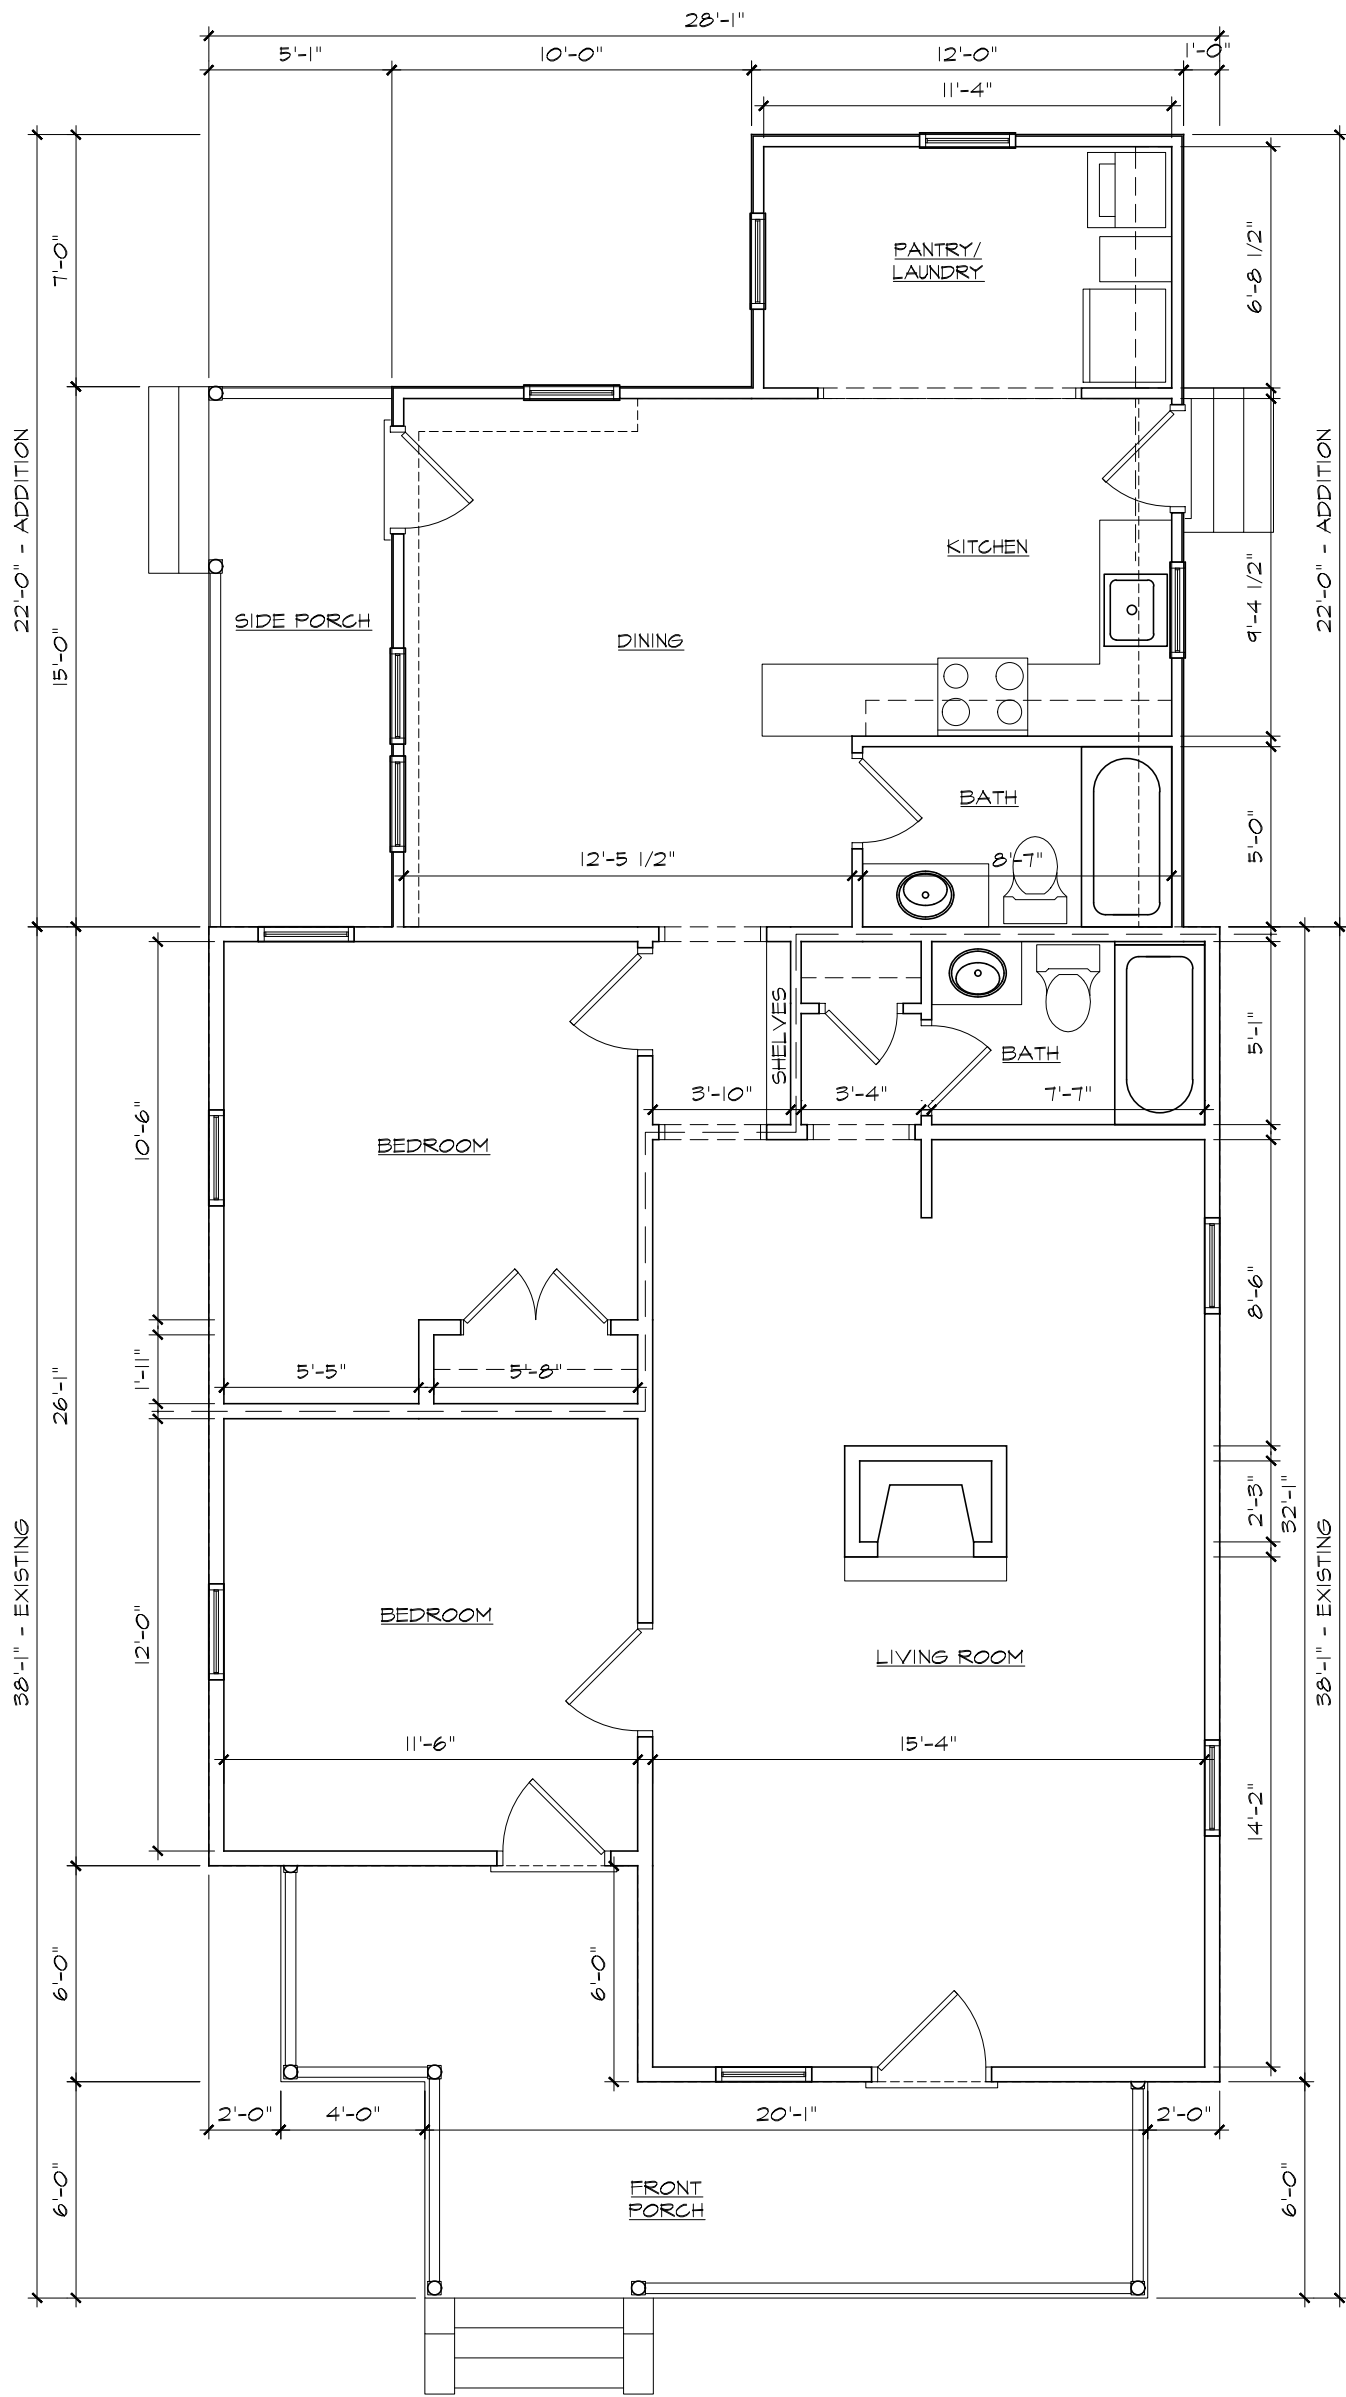 28'-1"
5'-1" 10'-0" 12'-0" 1'-0"
11'-4"
7'-0"
PANTRY/
LAUNDRY
6'-8 1/2"
22'-0" - ADDITION
22'-0" - ADDITION
KITCHEN
SIDE PORCH
DINING
15'-0"
9'-4 1/2"
BATH
12'-5 1/2" 8'-7"
5'-0"
SHELVES
BATH
5'-1"
3'-10" 3'-4" 7'-7"
10'-6"
BEDROOM
8'-6"
1'-11"
5'-5" 5'-8"
26'-1"
2'-3"
32'-1"
38'-1" - EXISTING
38'-1" - EXISTING
12'-0"
BEDROOM
LIVING ROOM
11'-6" 15'-4"
14'-2"
6'-0"
6'-0"
2'-0" 4'-0" 20'-1" 2'-0"
6'-0"
FRONT
PORCH
6'-0"